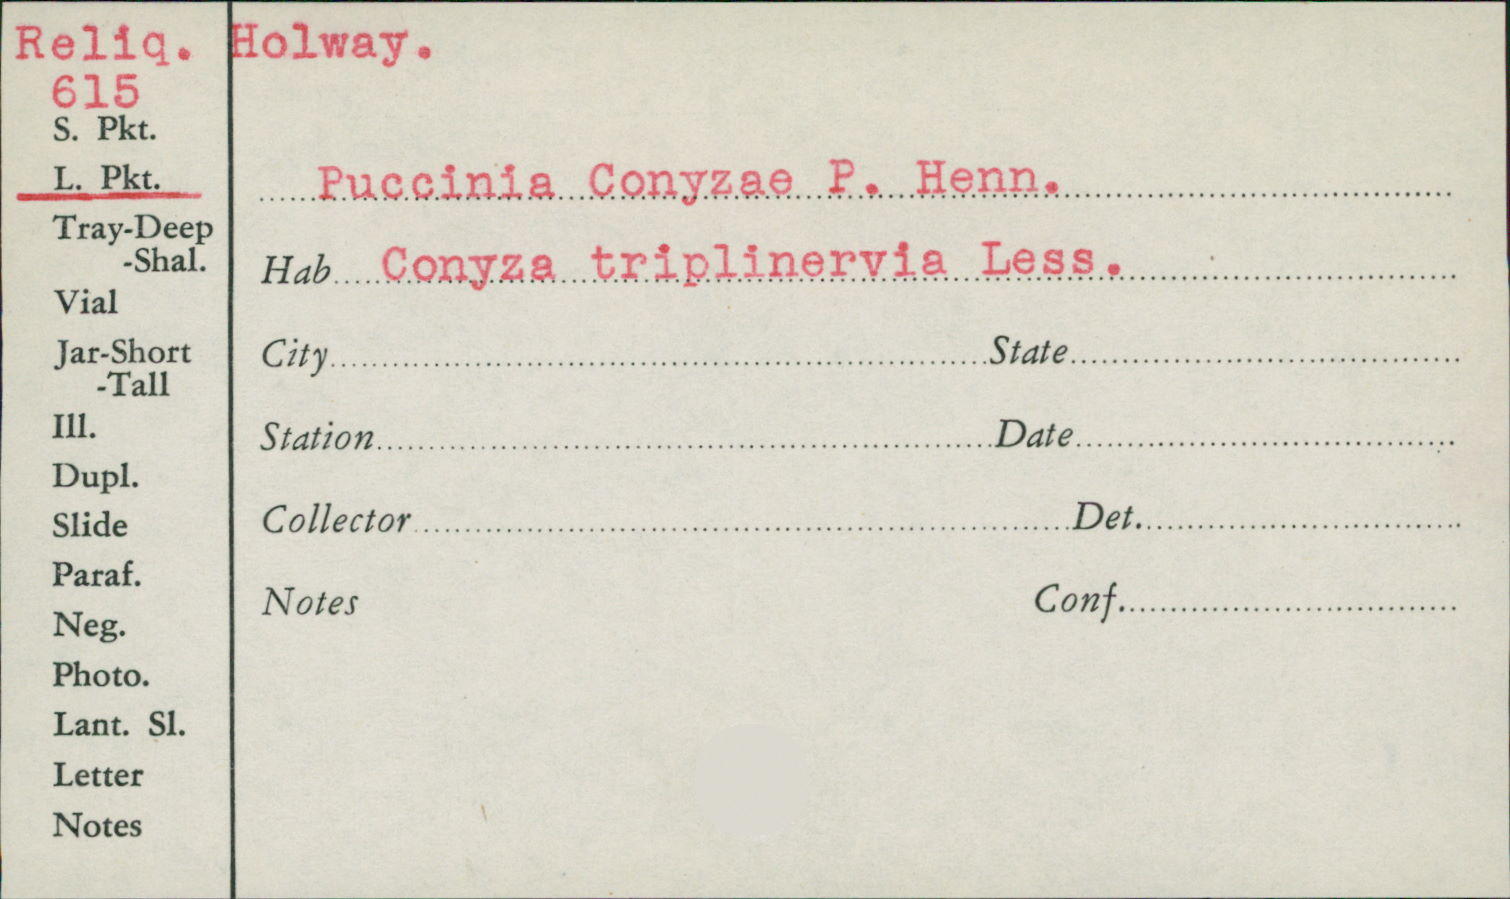 Reliq. Holway.
615
S. Pkt.
L. Pkt.
Puccinia Conyzae P. Henn.
Tray-Deep
-Shal.
Hab Conyza triplinervia Less.
Vial
Jar-Short
-Tall
City State
Ill.
Station Date
Dupl.
Slide
Collector Det.
Paraf.
Notes Conf.
Neg.
Photo.
Lant. Sl.
Letter
Notes